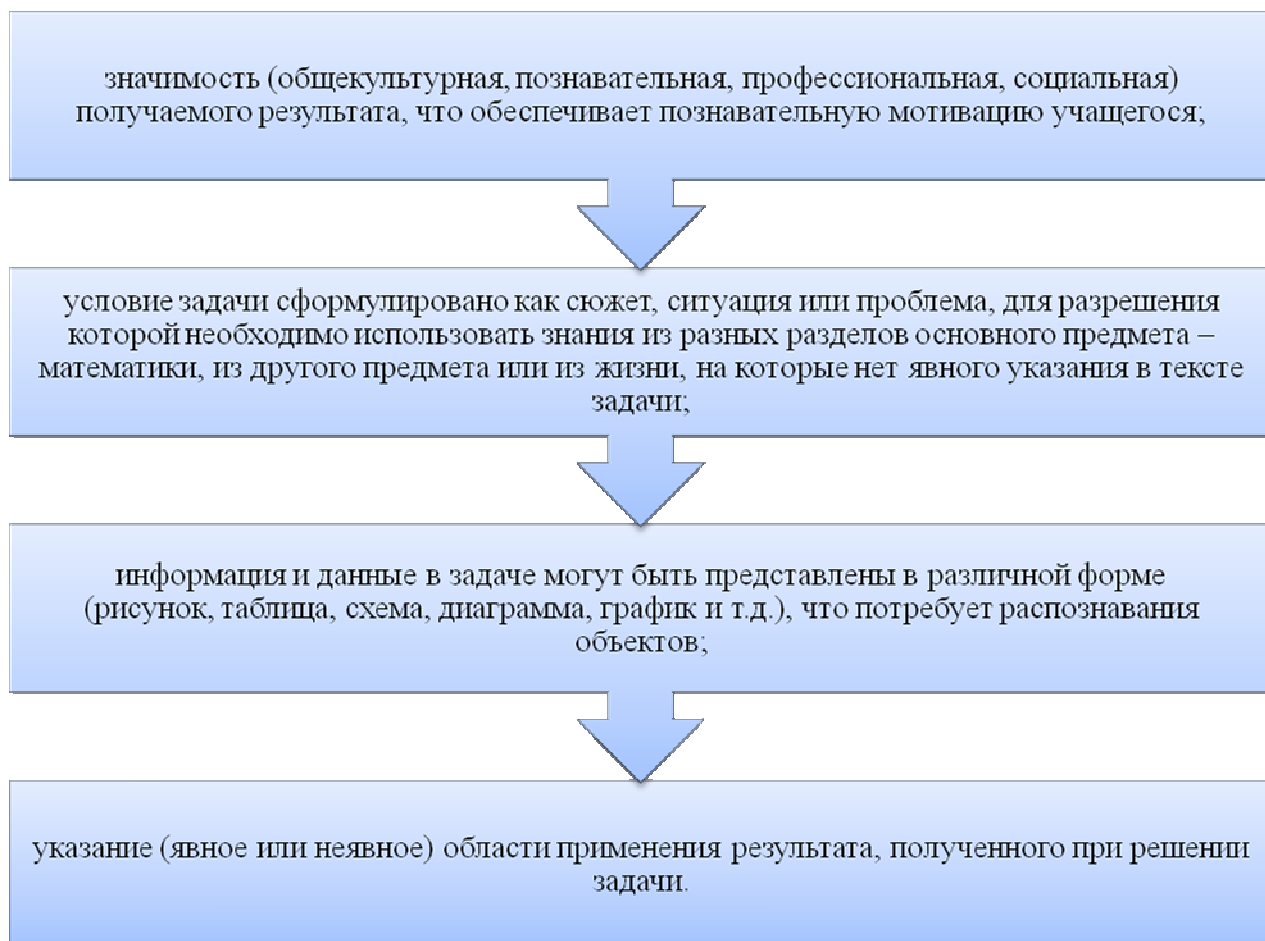 значимость (общекультурная, познавательная, профессиональная, социальная)
получаемого результата, что обеспечивает познавательную мотивацию учащегося;
условие задачи сформулировано как сюжет, ситуация или проблема, для разрешения
которой необходимо использовать знания из разных разделов основного предмета –
математики, из другого предмета или из жизни, на которые нет явного указания в тексте
задачи;
информация и данные в задаче могут быть представлены в различной форме
(рисунок, таблица, схема, диаграмма, график и т.д.), что потребует распознавания
объектов;
указание (явное или неявное) области применения результата, полученного при решении
задачи.